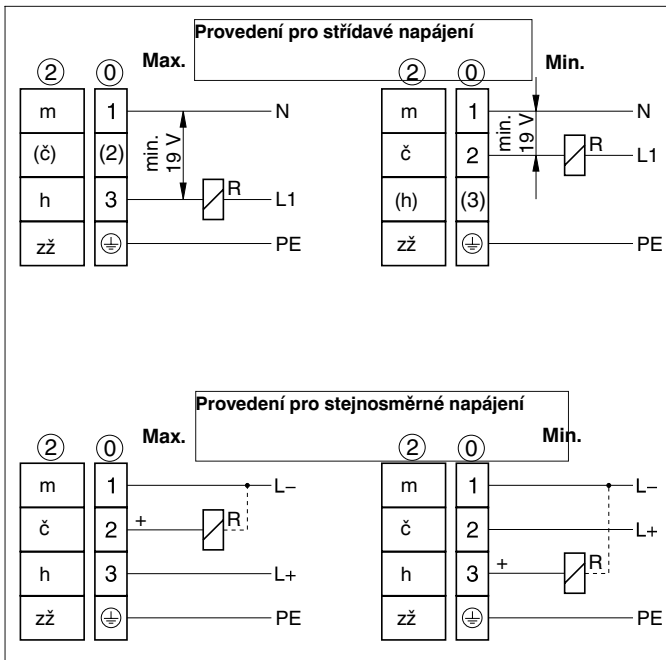 Provedení pro střídavé napájení
Max.
② ⓪
m 1 N
(č) (2)
min. 19 V
h 3 R L1
zž PE
Min.
② ⓪
m 1 N
min. 19 V
č 2 R L1
(h) (3)
zž PE
Provedení pro stejnosměrné napájení
Max.
② ⓪
m 1 L–
č 2 + R
h 3 L+
zž PE
Min.
② ⓪
m 1 L–
č 2 L+
h 3 + R
zž PE